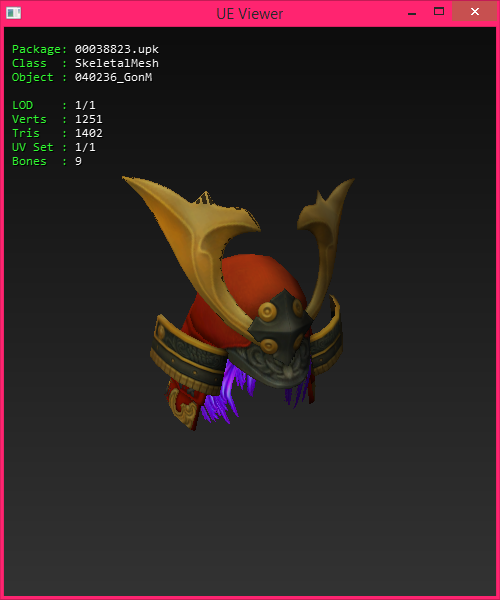 UE Viewer
Package: 00038823.upk
Class : SkeletalMesh
Object : 040236_GonM
LOD : 1/1
Verts : 1251
Tris : 1402
UV Set : 1/1
Bones : 9